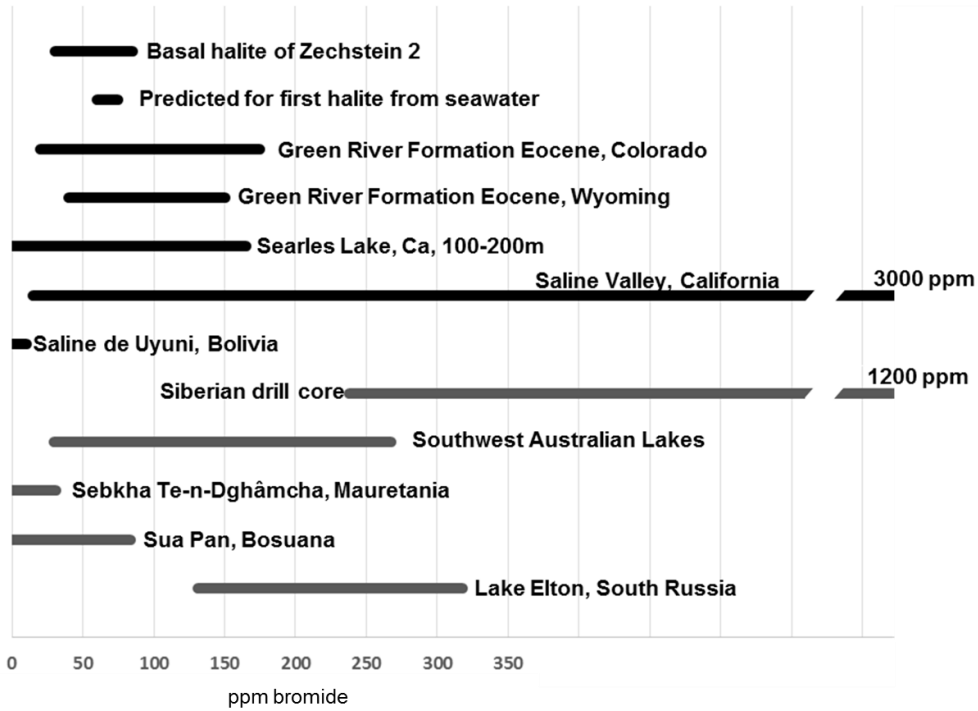 Basal halite of Zechstein 2
Predicted for first halite from seawater
Green River Formation Eocene, Colorado
Green River Formation Eocene, Wyoming
Searles Lake, Ca, 100-200m
Saline Valley, California
3000 ppm
Saline de Uyuni, Bolivia
1200 ppm
Siberian drill core
Southwest Australian Lakes
Sebkha Te-n-Dghâmcha, Mauretania
Sua Pan, Bosuana
Lake Elton, South Russia
0 50 100 150 200 250 300 350
ppm bromide